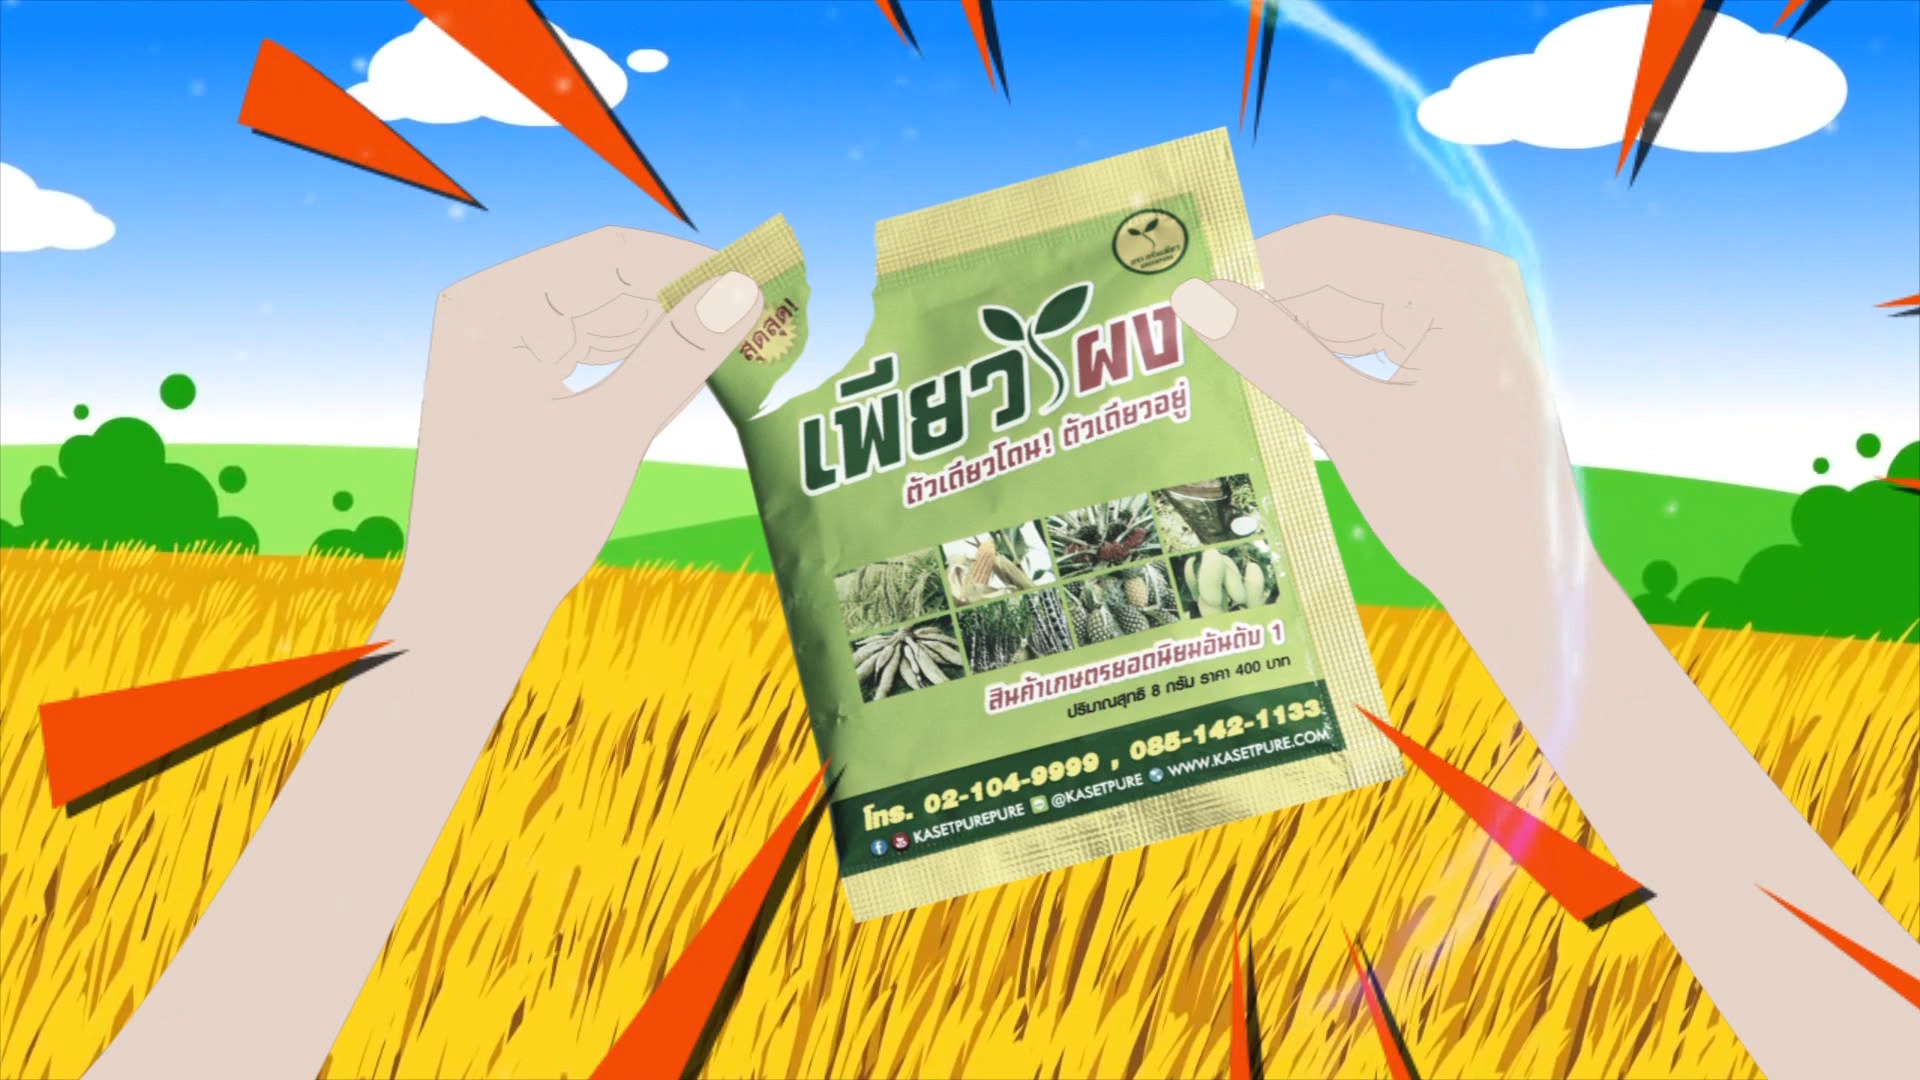 สุดสุด!
เพียว ผง
ตัวเดียวโดน! ตัวเดียวอยู่
สินค้าเกษตรยอดนิยมอันดับ 1
ปริมาณสุทธิ 8 กรัม ราคา 400 บาท
โทร. 02-104-9999 , 085-142-1133
KASETPUREPURE @KASETPURE WWW.KASETPURE.COM